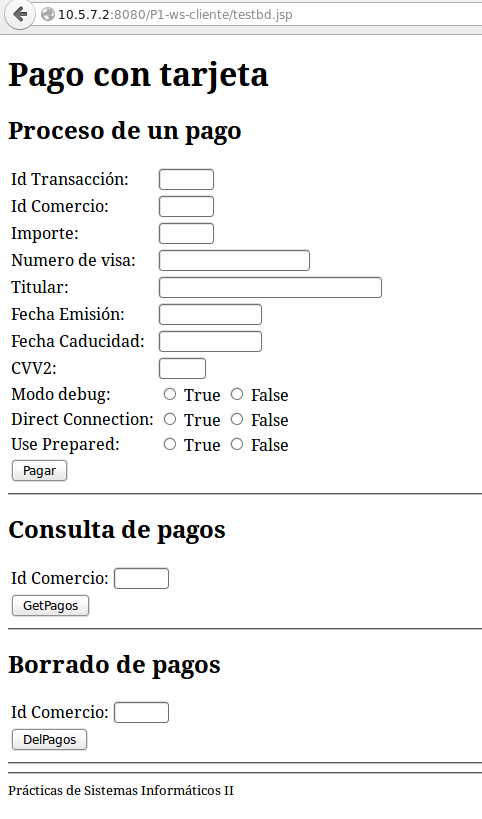 10.5.7.2:8080/P1-ws-cliente/testbd.jsp
Pago con tarjeta
Proceso de un pago
Id Transacción:
Id Comercio:
Importe:
Numero de visa:
Titular:
Fecha Emisión:
Fecha Caducidad:
CVV2:
Modo debug: True False
Direct Connection: True False
Use Prepared: True False
Pagar
Consulta de pagos
Id Comercio:
GetPagos
Borrado de pagos
Id Comercio:
DelPagos
Prácticas de Sistemas Informáticos II